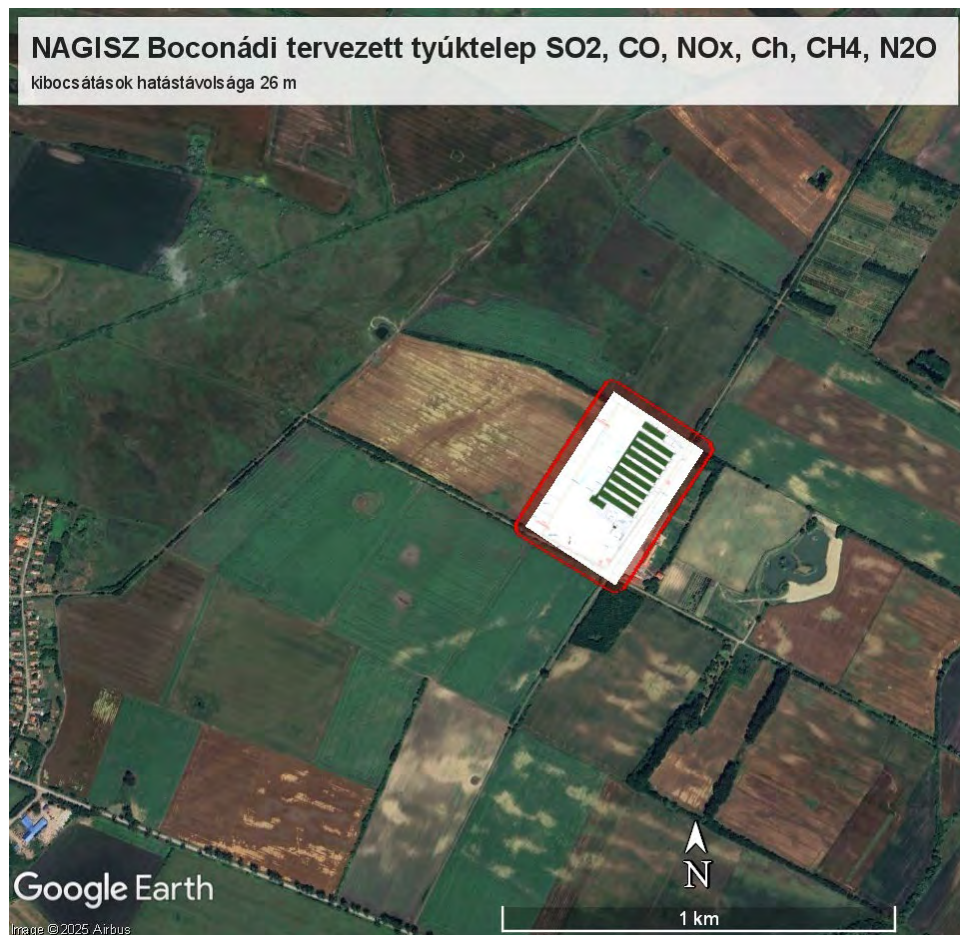 NAGISZ Boconádi tervezett tyúktelep SO2, CO, NOx, Ch, CH4, N2O
kibocsátások hatástávolsága 26 m
N
Google Earth
1 km
Image © 2025 Airbus